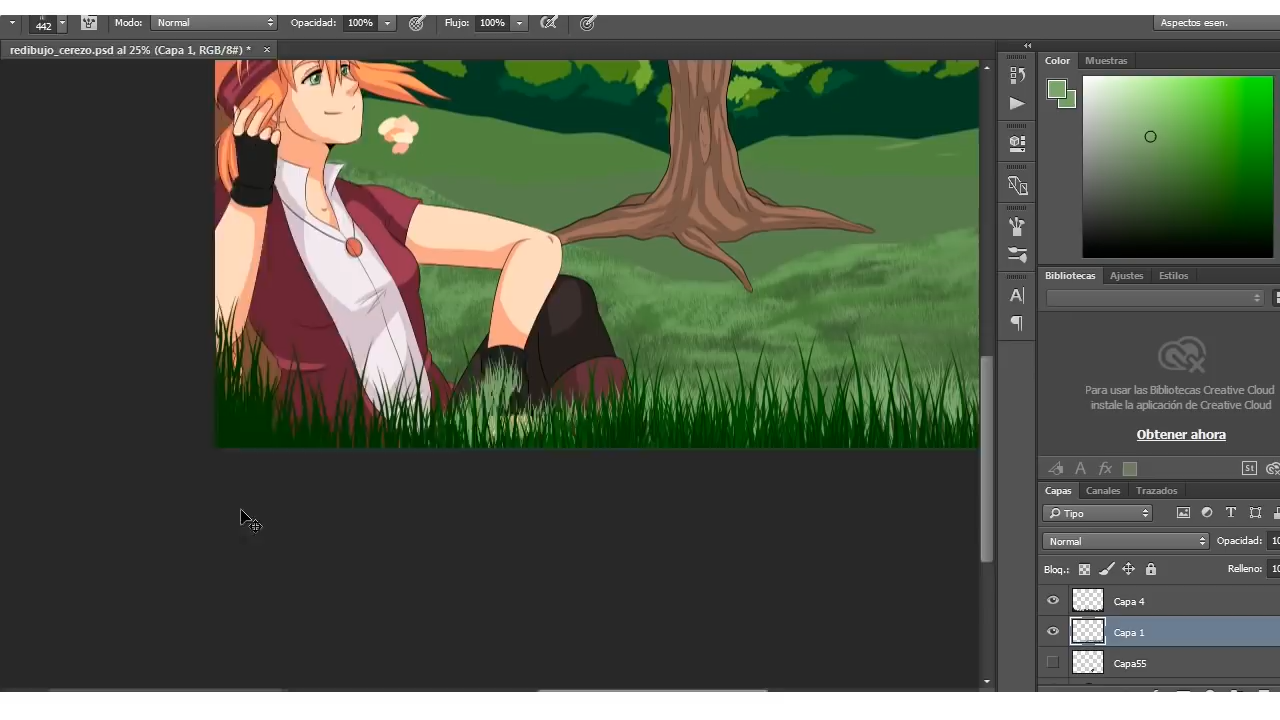 442 Modo: Normal Opacidad: 100% Flujo: 100% Aspectos esen.
redibujo_cerezo.psd al 25% (Capa 1, RGB/8#) * ×
Color Muestras
Bibliotecas Ajustes Estilos
Para usar las Bibliotecas Creative Cloud
instale la aplicación de Creative Cloud
Obtener ahora
Capas Canales Trazados
Tipo
Normal Opacidad: 10
Bloq.: Relleno: 10
Capa 4
Capa 1
Capa55